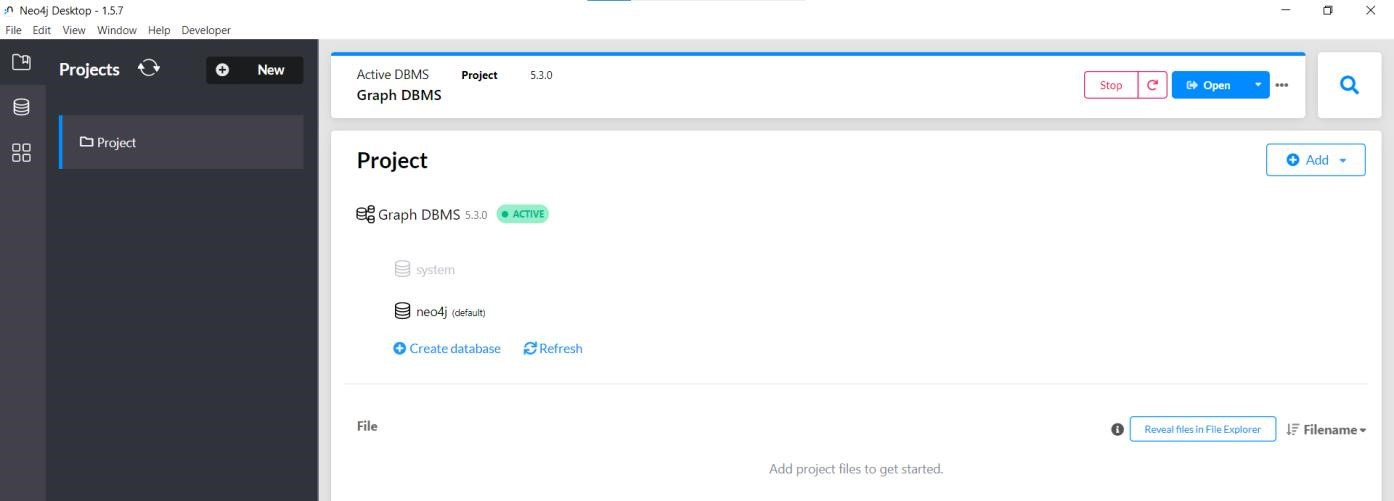 Neo4j Desktop - 1.5.7
File Edit View Window Help Developer
Projects New
Project
Active DBMS Project 5.3.0
Graph DBMS
Stop Open
Project
Add
Graph DBMS 5.3.0 ACTIVE
system
neo4j (default)
Create database Refresh
File
Reveal files in File Explorer Filename
Add project files to get started.